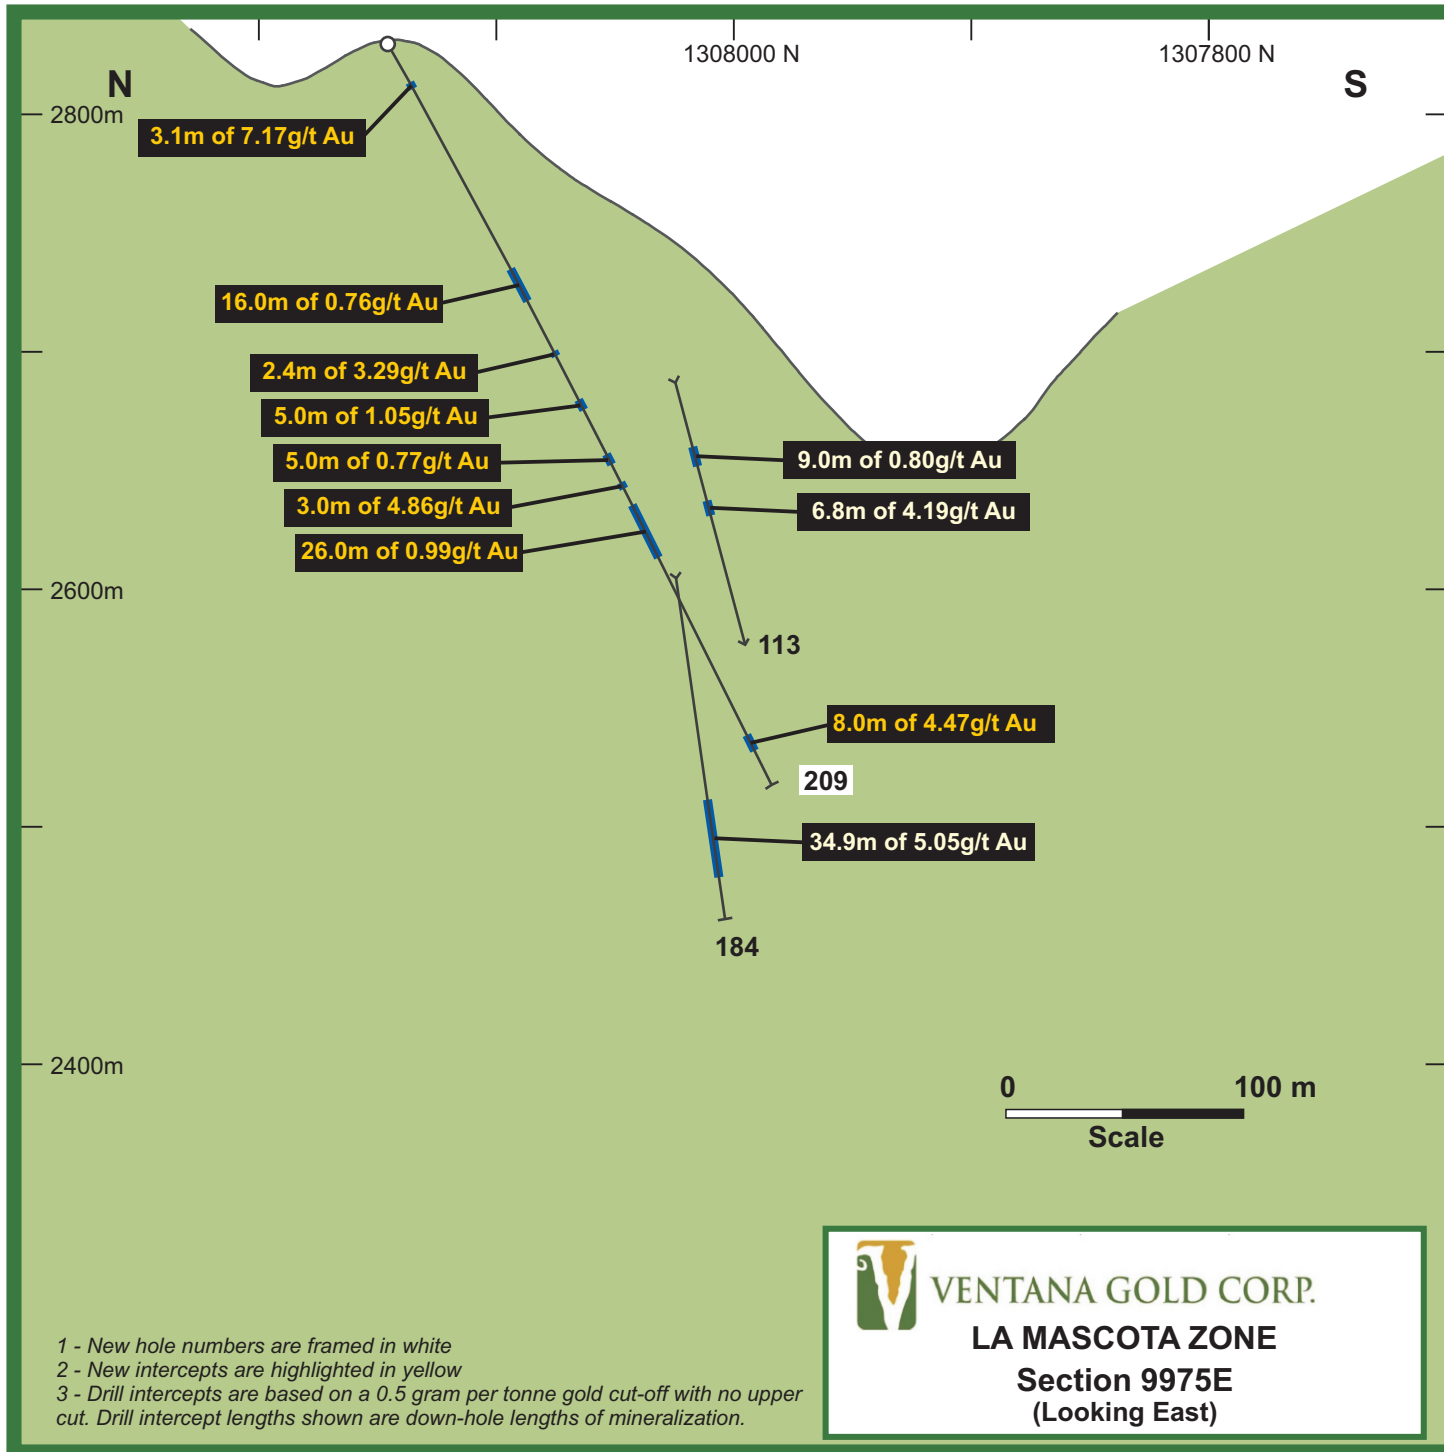 1308000 N
1307800 N
N
S
2800m
3.1m of 7.17g/t Au
16.0m of 0.76g/t Au
2.4m of 3.29g/t Au
5.0m of 1.05g/t Au
5.0m of 0.77g/t Au
9.0m of 0.80g/t Au
3.0m of 4.86g/t Au
6.8m of 4.19g/t Au
26.0m of 0.99g/t Au
2600m
113
8.0m of 4.47g/t Au
209
34.9m of 5.05g/t Au
184
2400m
0
100 m
Scale
VENTANA GOLD CORP.
LA MASCOTA ZONE
Section 9975E
(Looking East)
1 - New hole numbers are framed in white
2 - New intercepts are highlighted in yellow
3 - Drill intercepts are based on a 0.5 gram per tonne gold cut-off with no upper
cut. Drill intercept lengths shown are down-hole lengths of mineralization.